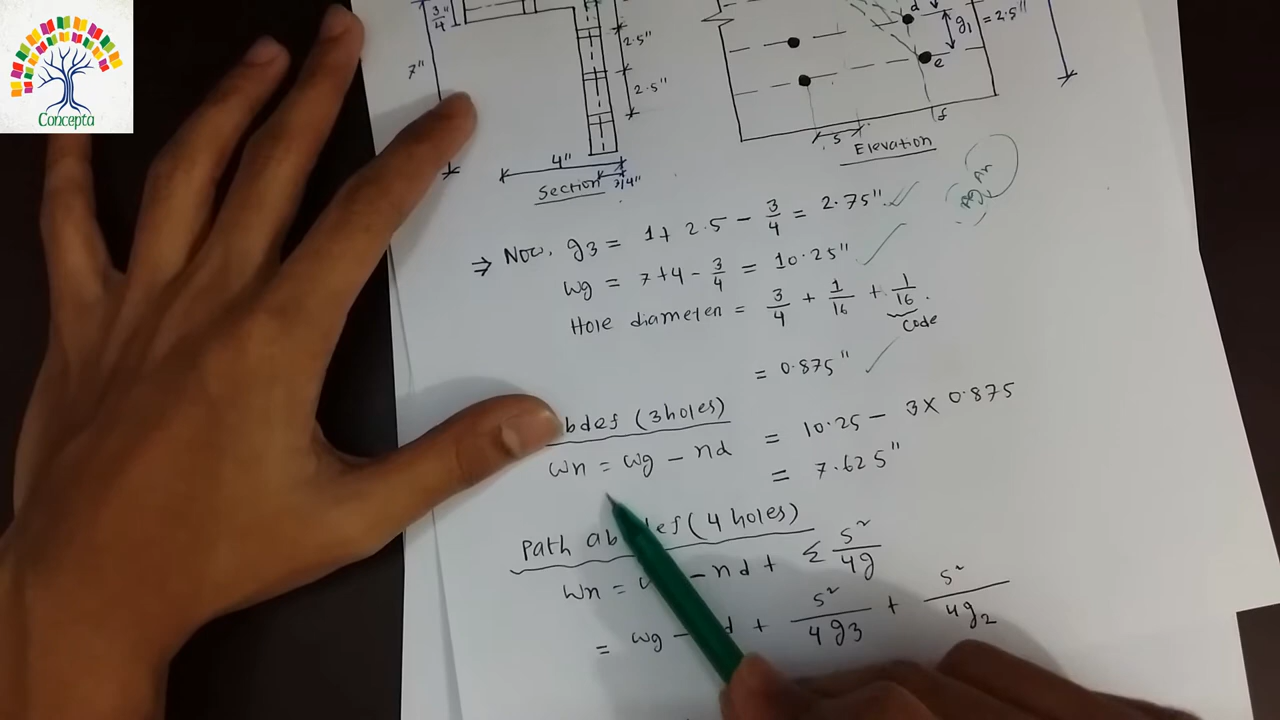 Concepta
3"/4
7"
2.5"
2.5"
4"
3/4"
Section
d
g1 = 2.5"
e
f
1.5
Elevation
⇒ Now, g3 = 1 + 2.5 - 3/4 = 2.75"
wg = 7+4 - 3/4 = 10.25"
Hole diameter = 3/4 + 1/16 + 1/16.
Code
= 0.875"
bdef (3 holes)
wn = wg - nd = 10.25 - 3 X 0.875
= 7.625"
Path ab ef (4 holes)
wn = - nd + Σ s²/4g
= wg - d + s²/4g3 + s²/4g2